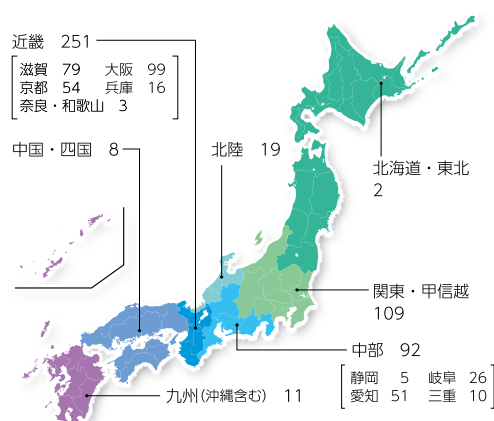 近畿 251
滋賀 79 大阪 99
京都 54 兵庫 16
奈良・和歌山 3
中国・四国 8
北陸 19
北海道・東北
2
関東・甲信越
109
中部 92
静岡 5 岐阜 26
愛知 51 三重 10
九州(沖縄含む) 11